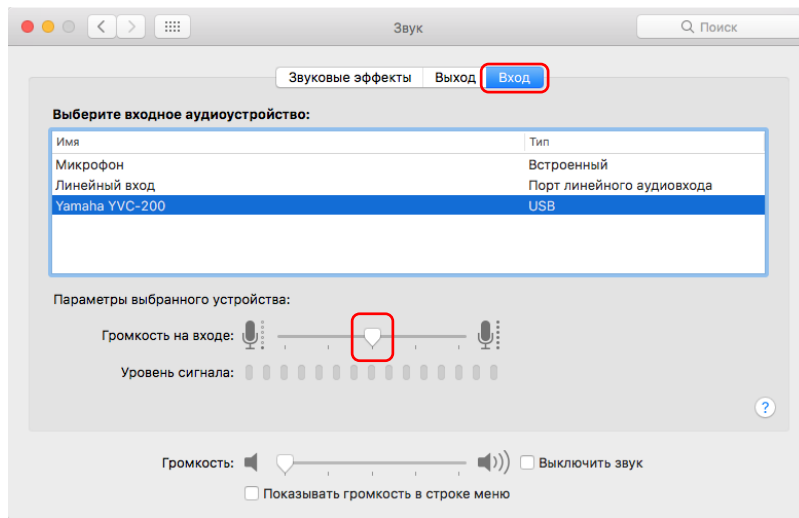 Звук
Поиск
Звуковые эффекты Выход Вход
Выберите входное аудиоустройство:
Имя Тип
Микрофон Встроенный
Линейный вход Порт линейного аудиовхода
Yamaha YVC-200 USB
Параметры выбранного устройства:
Громкость на входе:
Уровень сигнала:
?
Громкость: Выключить звук
Показывать громкость в строке меню